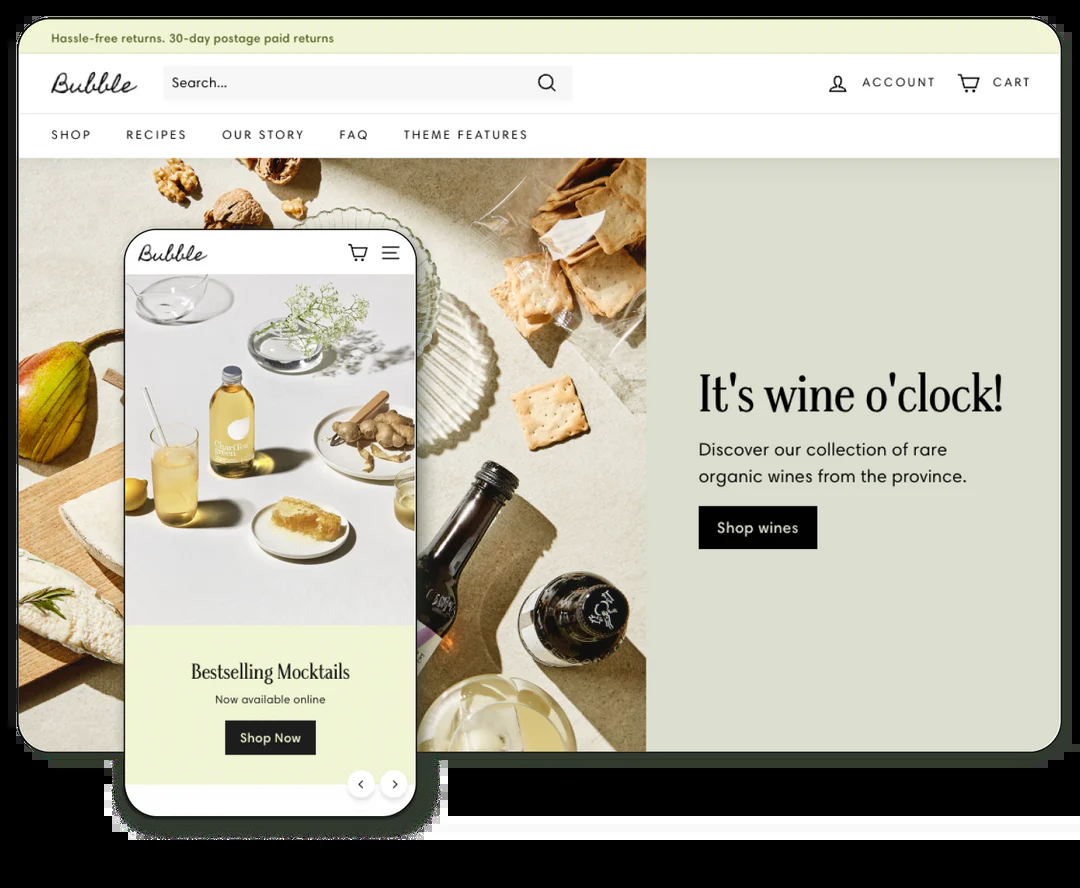 Hassle-free returns. 30-day postage paid returns
Bubble
Search...
ACCOUNT
CART
SHOP
RECIPES
OUR STORY
FAQ
THEME FEATURES
It's wine o'clock!
Discover our collection of rare
organic wines from the province.
Shop wines
Bubble
Bestselling Mocktails
Now available online
Shop Now